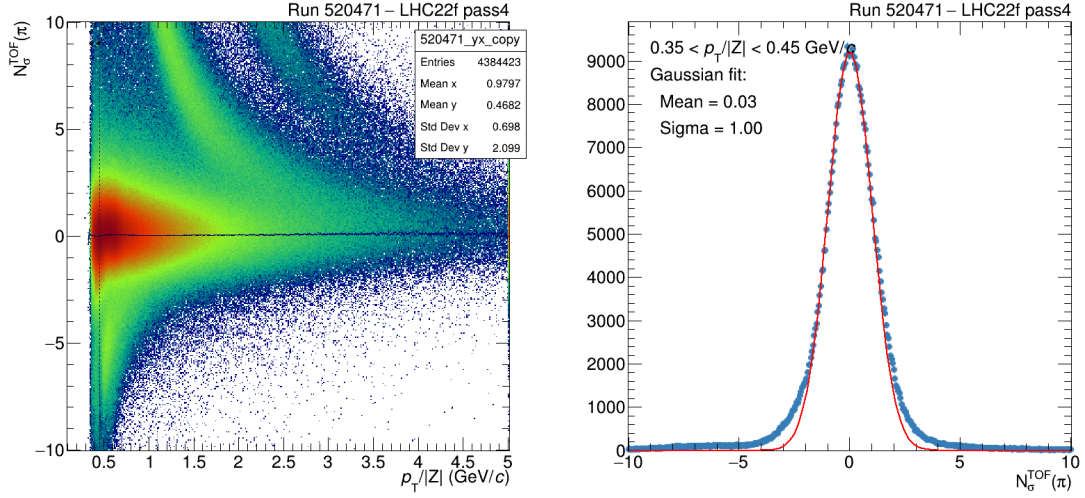 Run 520471 – LHC22f pass4
N_σ^TOF(π)
10
5
0
−5
−10
520471_yx_copy
Entries 4384423
Mean x 0.9797
Mean y 0.4682
Std Dev x 0.698
Std Dev y 2.099
0.5 1 1.5 2 2.5 3 3.5 4 4.5 5
p_T/|Z| (GeV/c)
Run 520471 – LHC22f pass4
0.35 < p_T/|Z| < 0.45 GeV/
Gaussian fit:
Mean = 0.03
Sigma = 1.00
9000
8000
7000
6000
5000
4000
3000
2000
1000
0
−10 −5 0 5 10
N_σ^TOF(π)